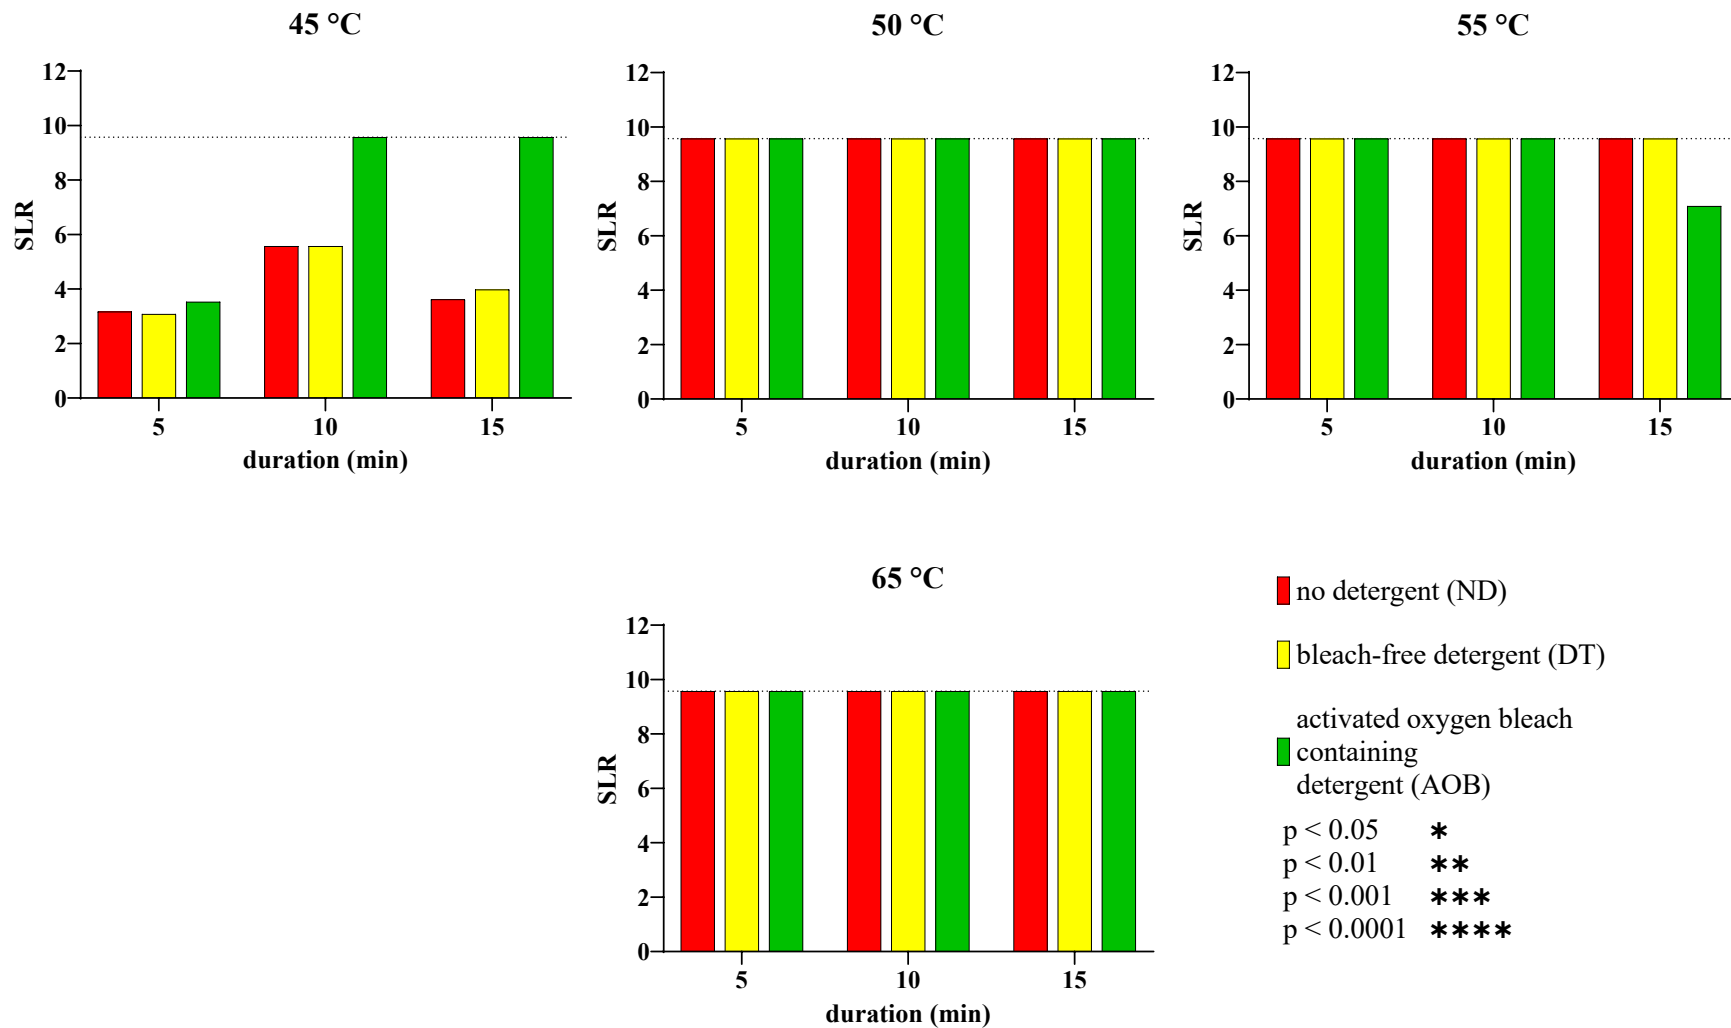 45 °C
12
10
8
6
4
2
0
SLR
5 10 15
duration (min)
50 °C
12
10
8
6
4
2
0
SLR
5 10 15
duration (min)
55 °C
12
10
8
6
4
2
0
SLR
5 10 15
duration (min)
65 °C
12
10
8
6
4
2
0
SLR
5 10 15
duration (min)
no detergent (ND)
bleach-free detergent (DT)
activated oxygen bleach
containing
detergent (AOB)
p < 0.05 *
p < 0.01 **
p < 0.001 ***
p < 0.0001 ****